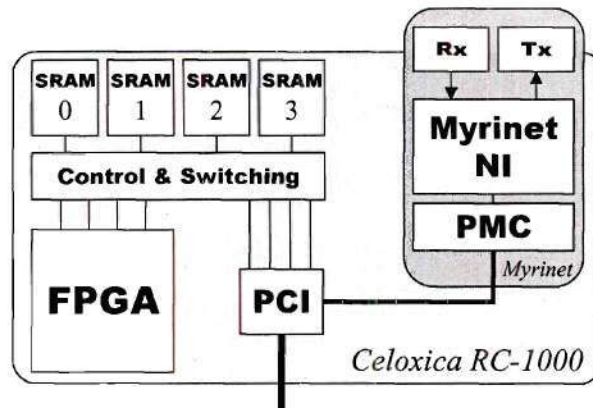 Rx Tx
SRAM SRAM SRAM SRAM
0 1 2 3
Myrinet
NI
Control & Switching
PMC
Myrinet
FPGA
PCI
Celoxica RC-1000